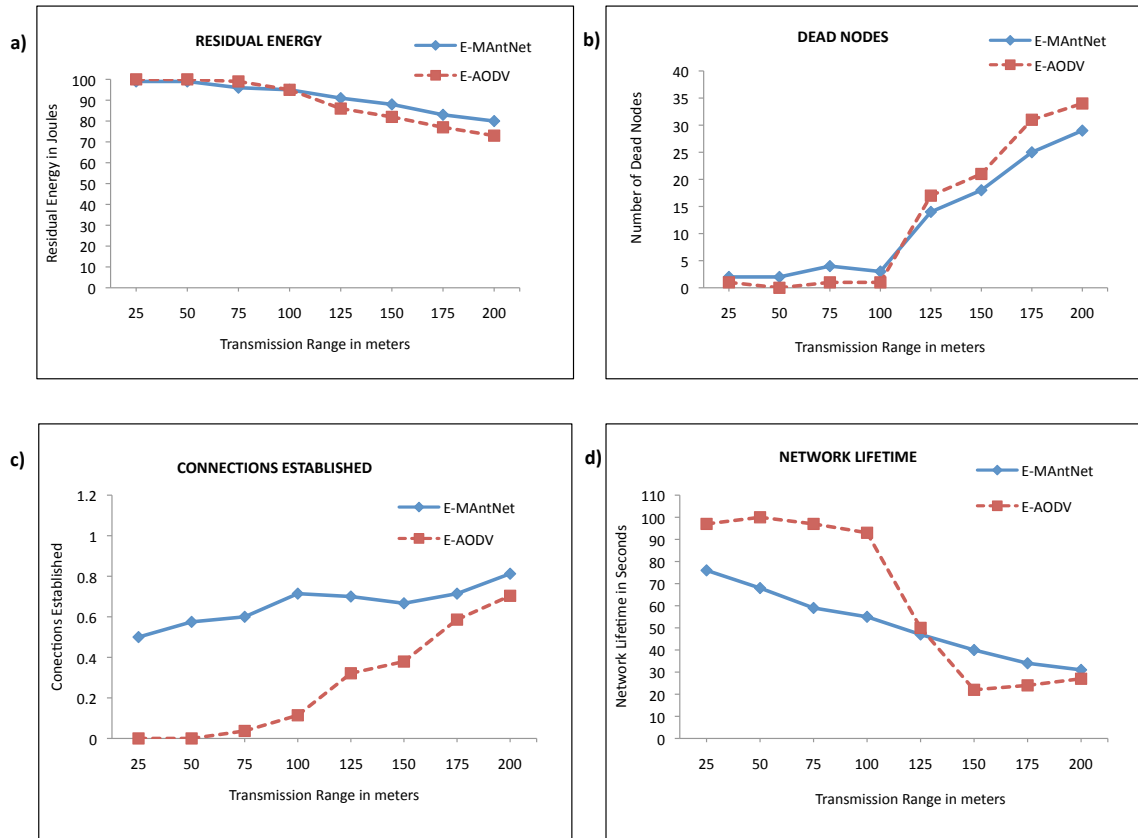 a)
RESIDUAL ENERGY
E-MAntNet
E-AODV
Residual Energy in Joules
100
90
80
70
60
50
40
30
20
10
0
25 50 75 100 125 150 175 200
Transmission Range in meters
b)
DEAD NODES
E-MAntNet
E-AODV
Number of Dead Nodes
40
35
30
25
20
15
10
5
0
25 50 75 100 125 150 175 200
Transmission Range in meters
c)
CONNECTIONS ESTABLISHED
E-MAntNet
E-AODV
Connections Established
1.2
1
0.8
0.6
0.4
0.2
0
25 50 75 100 125 150 175 200
Transmission Range in meters
d)
NETWORK LIFETIME
E-MAntNet
E-AODV
Network Lifetime in Seconds
110
100
90
80
70
60
50
40
30
20
10
0
25 50 75 100 125 150 175 200
Transmission Range in meters